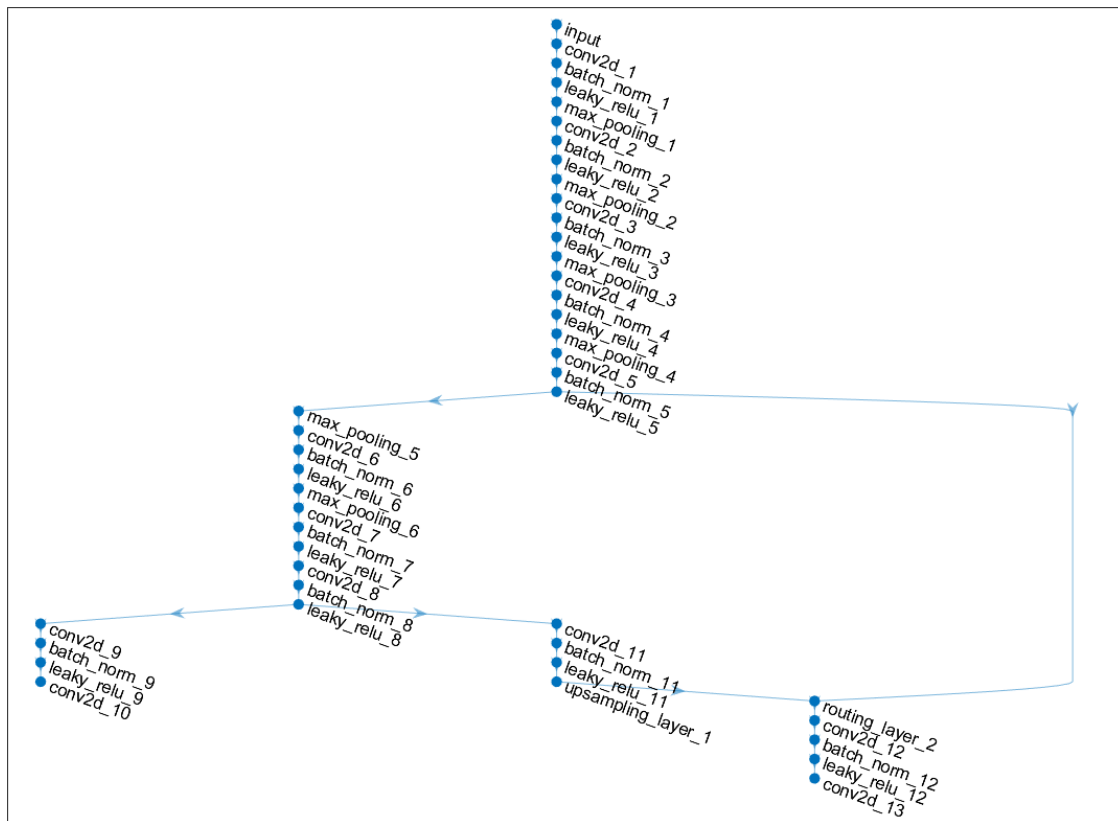 input
conv2d_1
batch_norm_1
leaky_relu_1
max_pooling_1
conv2d_2
batch_norm_2
leaky_relu_2
max_pooling_2
conv2d_3
batch_norm_3
leaky_relu_3
max_pooling_3
conv2d_4
batch_norm_4
leaky_relu_4
max_pooling_4
conv2d_5
batch_norm_5
leaky_relu_5
max_pooling_5
conv2d_6
batch_norm_6
leaky_relu_6
max_pooling_6
conv2d_7
batch_norm_7
leaky_relu_7
conv2d_8
batch_norm_8
leaky_relu_8
conv2d_9
batch_norm_9
leaky_relu_9
conv2d_10
conv2d_11
batch_norm_11
leaky_relu_11
upsampling_layer_1
routing_layer_2
conv2d_12
batch_norm_12
leaky_relu_12
conv2d_13